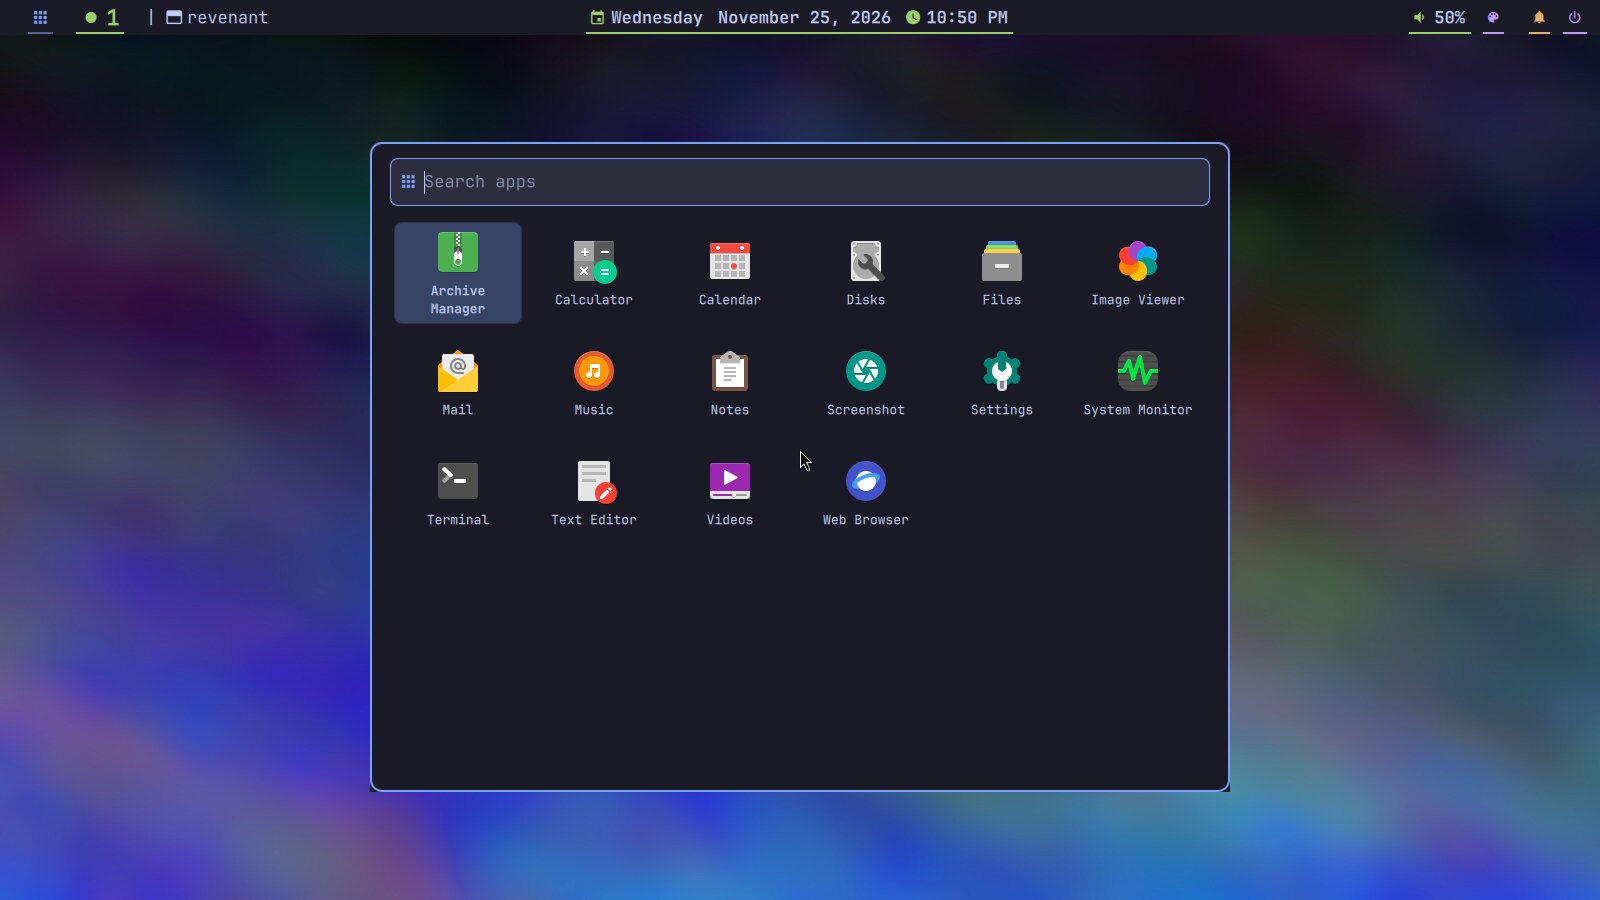 1 | revenant
Wednesday November 25, 2026 10:50 PM
50%
Search apps
Archive
Manager
Calculator
Calendar
Disks
Files
Image Viewer
Mail
Music
Notes
Screenshot
Settings
System Monitor
Terminal
Text Editor
Videos
Web Browser